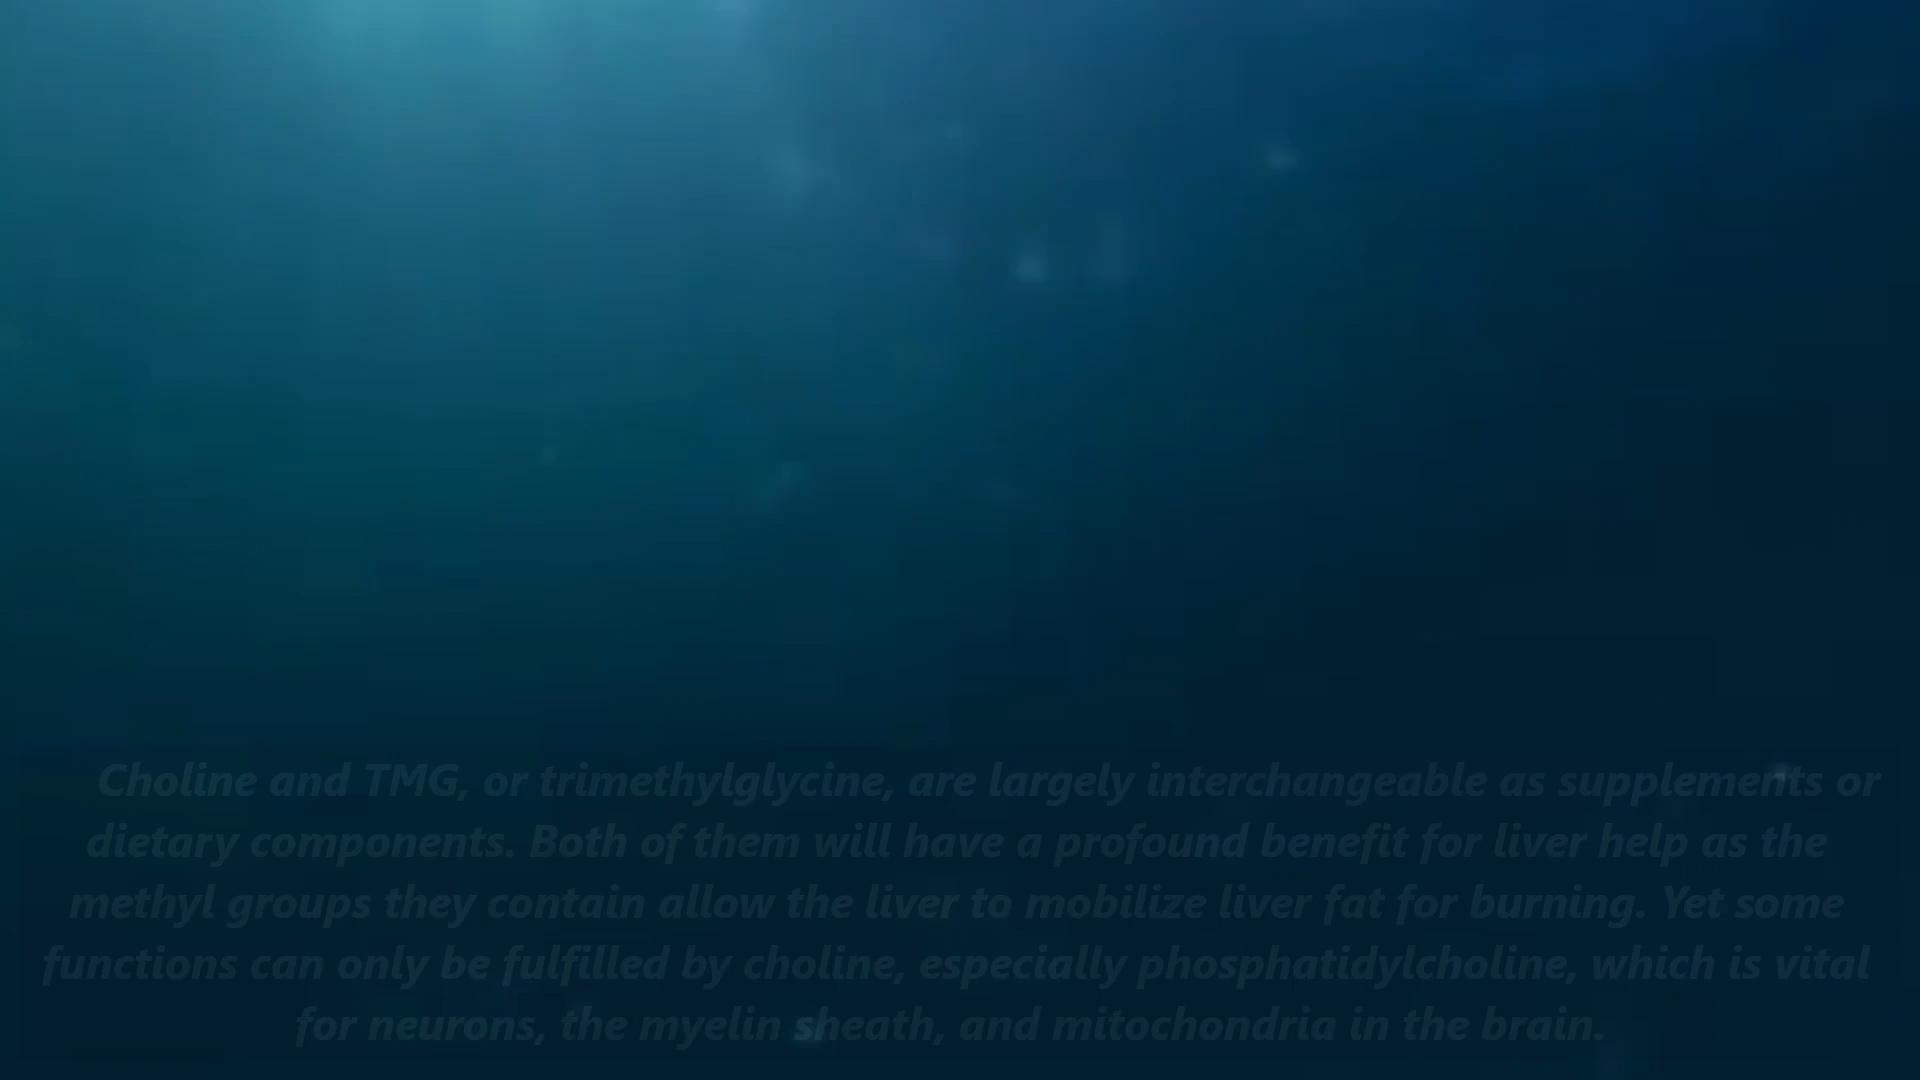 Choline and TMG, or trimethylglycine, are largely interchangeable as supplements or
dietary components. Both of them will have a profound benefit for liver help as the
methyl groups they contain allow the liver to mobilize liver fat for burning. Yet some
functions can only be fulfilled by choline, especially phosphatidylcholine, which is vital
for neurons, the myelin sheath, and mitochondria in the brain.